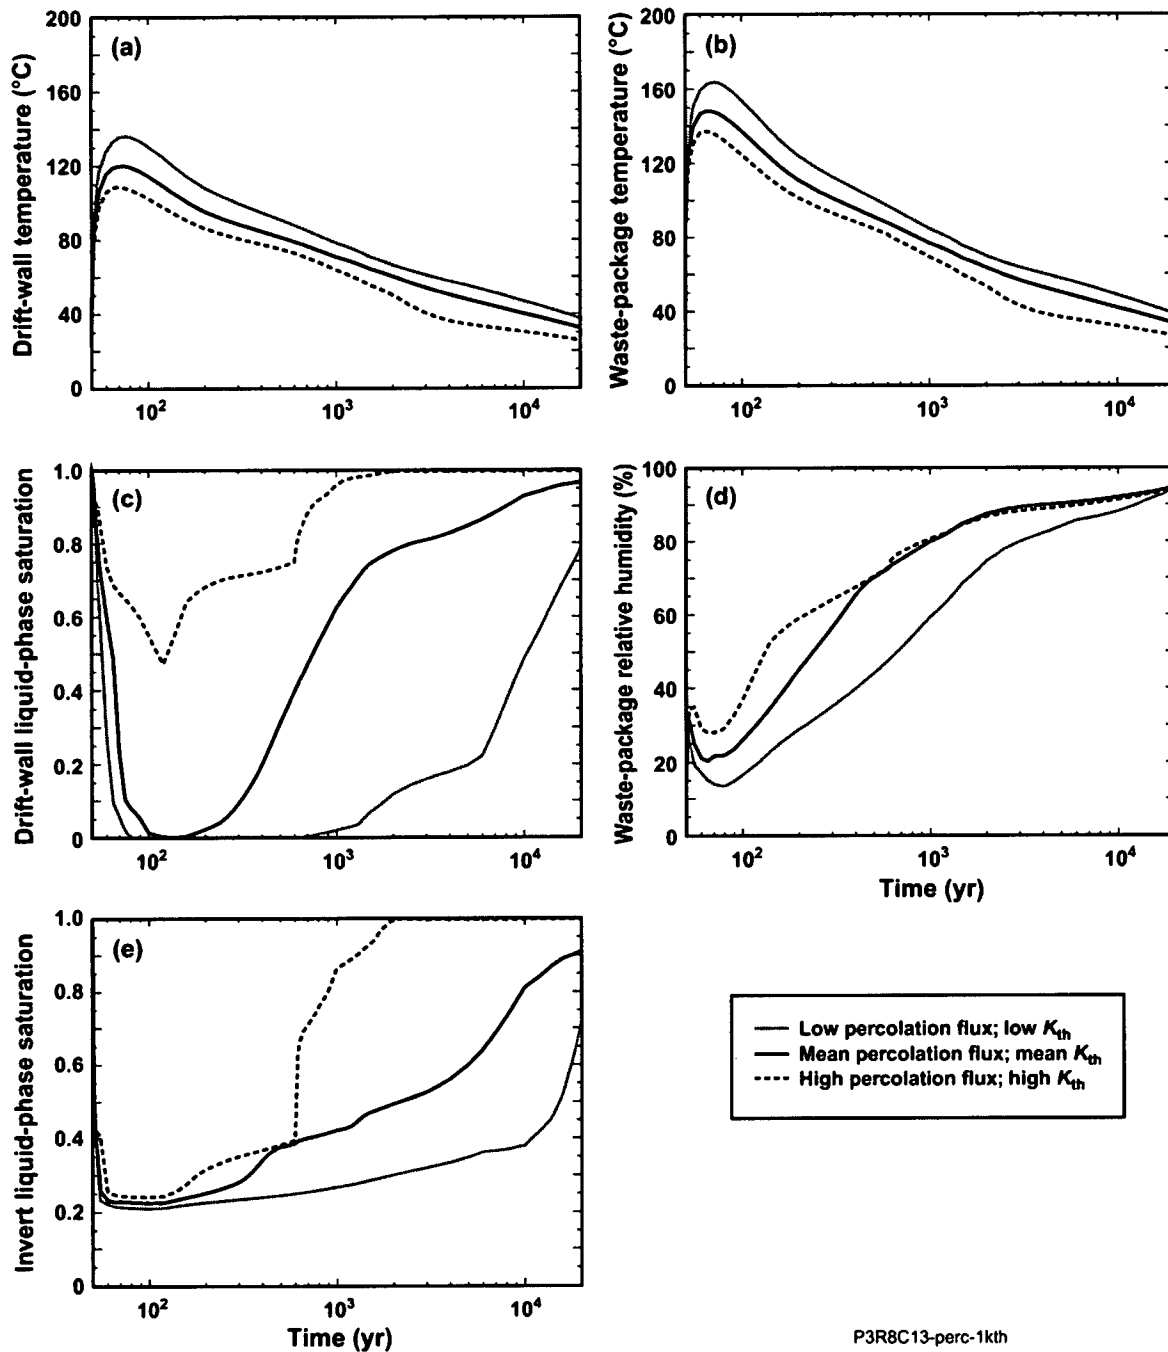 (a)
Drift-wall temperature (°C)
200
160
120
80
40
0
10²
10³
10⁴
(b)
Waste-package temperature (°C)
200
160
120
80
40
0
10²
10³
10⁴
(c)
Drift-wall liquid-phase saturation
1.0
0.8
0.6
0.4
0.2
0
10²
10³
10⁴
(d)
Waste-package relative humidity (%)
100
80
60
40
20
0
10²
10³
10⁴
Time (yr)
(e)
Invert liquid-phase saturation
1.0
0.8
0.6
0.4
0.2
0
10²
10³
10⁴
Time (yr)
Low percolation flux; low Kth
Mean percolation flux; mean Kth
High percolation flux; high Kth
P3R8C13-perc-1kth